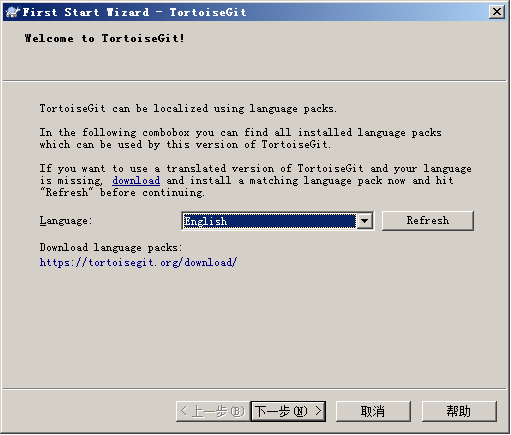 First Start Wizard - TortoiseGit
Welcome to TortoiseGit!
TortoiseGit can be localized using language packs.
In the following combobox you can find all installed language packs
which can be used by this version of TortoiseGit.
If you want to use a translated version of TortoiseGit and your language
is missing, download and install a matching language pack now and hit
"Refresh" before continuing.
Language: English Refresh
Download language packs:
https://tortoisegit.org/download/
< 上一步(B) 下一步(N) > 取消 帮助